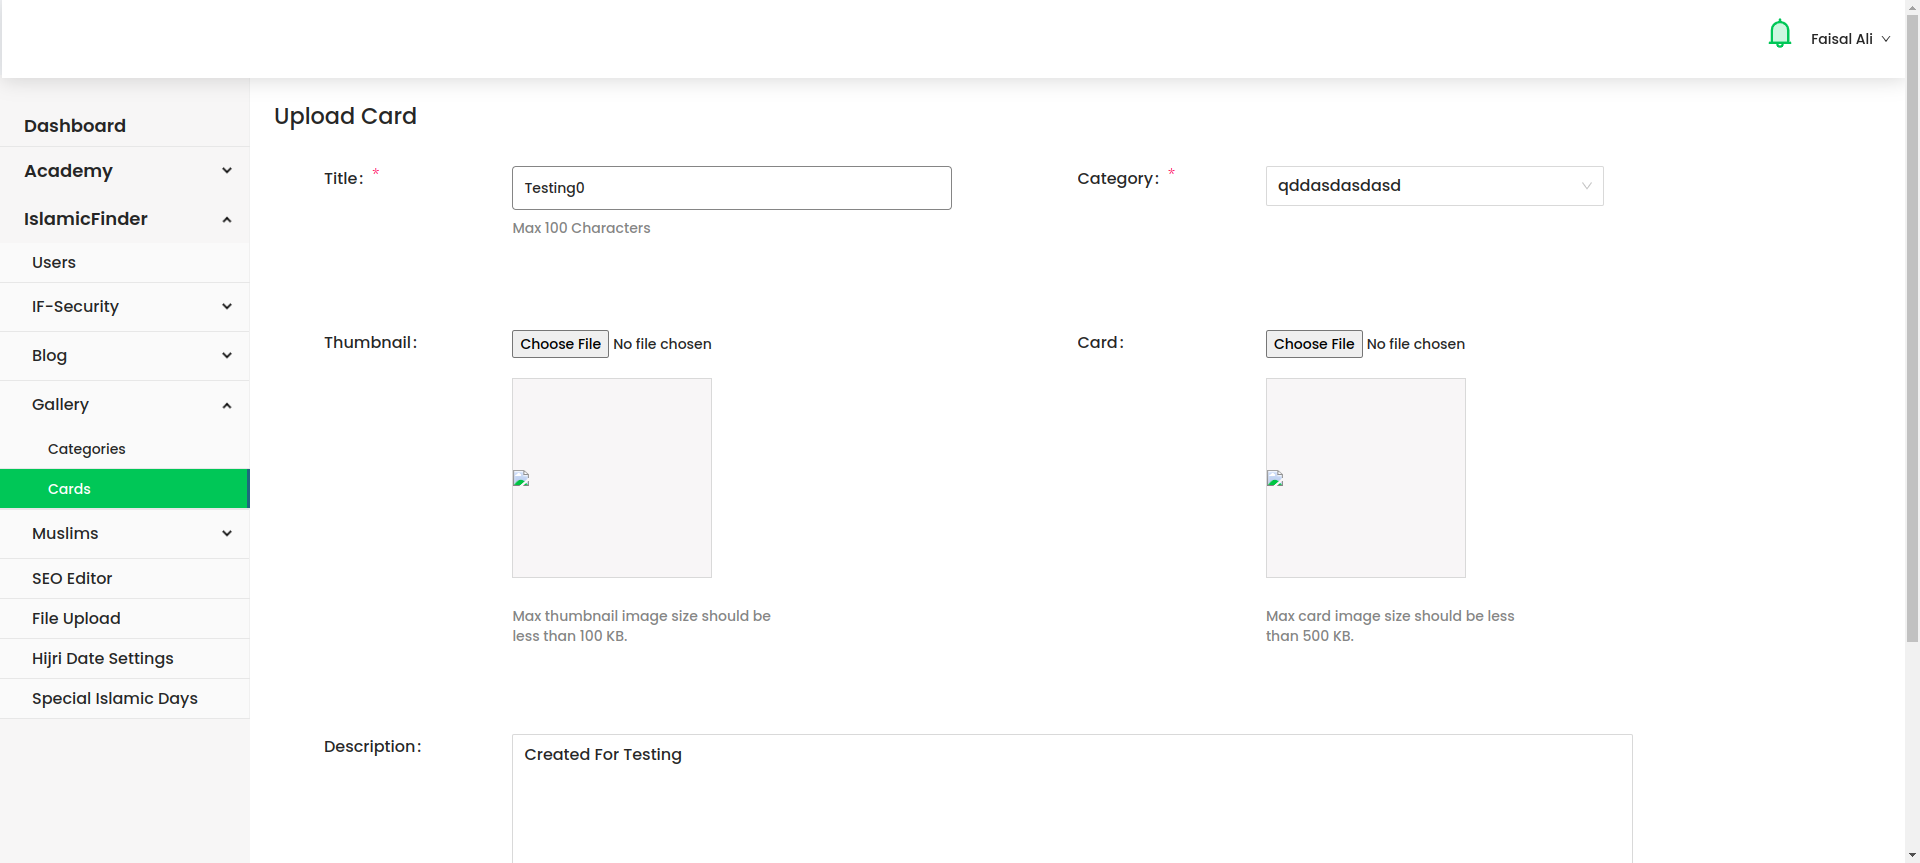 Faisal Ali
Dashboard
Academy
IslamicFinder
Users
IF-Security
Blog
Gallery
Categories
Cards
Muslims
SEO Editor
File Upload
Hijri Date Settings
Special Islamic Days
Upload Card
Title: *
Testing0
Max 100 Characters
Category: *
qddasdasdasd
Thumbnail:
Choose File No file chosen
Max thumbnail image size should be
less than 100 KB.
Card:
Choose File No file chosen
Max card image size should be less
than 500 KB.
Description:
Created For Testing